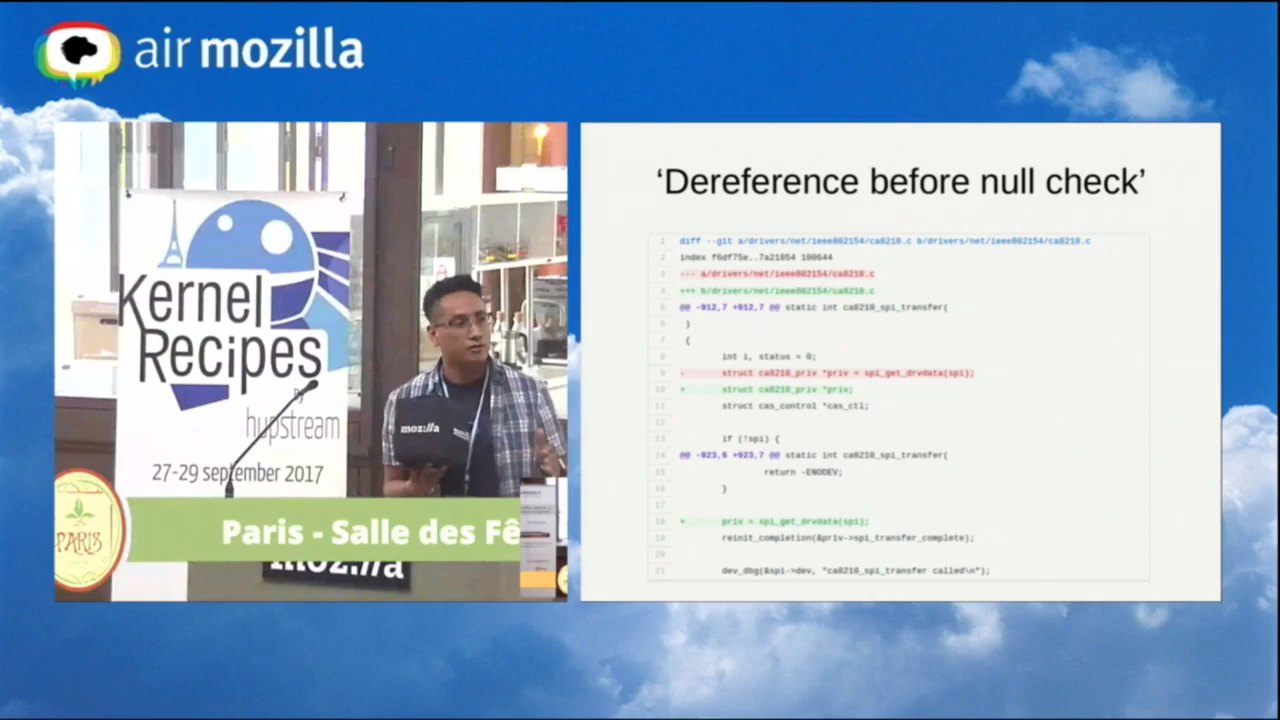 air mozilla
Kernel
Recipes
By
hupstream
27-29 september 2017
moz://a
PARIS
Paris - Salle des Fê
moz://a
‘Dereference before null check’
1 diff --git a/drivers/net/ieee802154/ca8210.c b/drivers/net/ieee802154/ca8210.c
2 index f6df75e..7a21054 100644
3 --- a/drivers/net/ieee802154/ca8210.c
4 +++ b/drivers/net/ieee802154/ca8210.c
5 @@ -912,7 +912,7 @@ static int ca8210_spi_transfer(
6 )
7 {
8 int i, status = 0;
9 - struct ca8210_priv *priv = spi_get_drvdata(spi);
10 + struct ca8210_priv *priv;
11 struct cas_control *cas_ctl;
12
13 if (!spi) {
14 @@ -923,6 +923,7 @@ static int ca8210_spi_transfer(
15 return -ENODEV;
16 }
17
18 + priv = spi_get_drvdata(spi);
19 reinit_completion(&priv->spi_transfer_complete);
20
21 dev_dbg(&spi->dev, "ca8210_spi_transfer called\n");